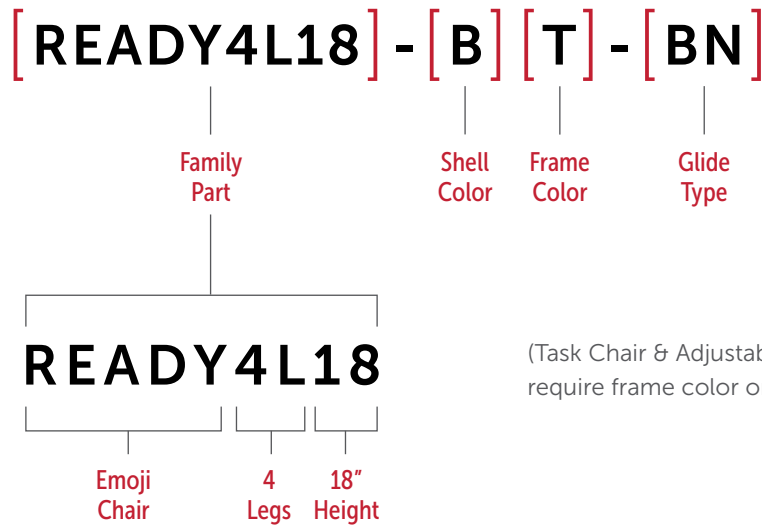 [READY4L18] - [B] [T] - [BN]
Family Part
Shell Color
Frame Color
Glide Type
READY4L18
(Task Chair &
require frame color
Emoji Chair
4 Legs
18” Height